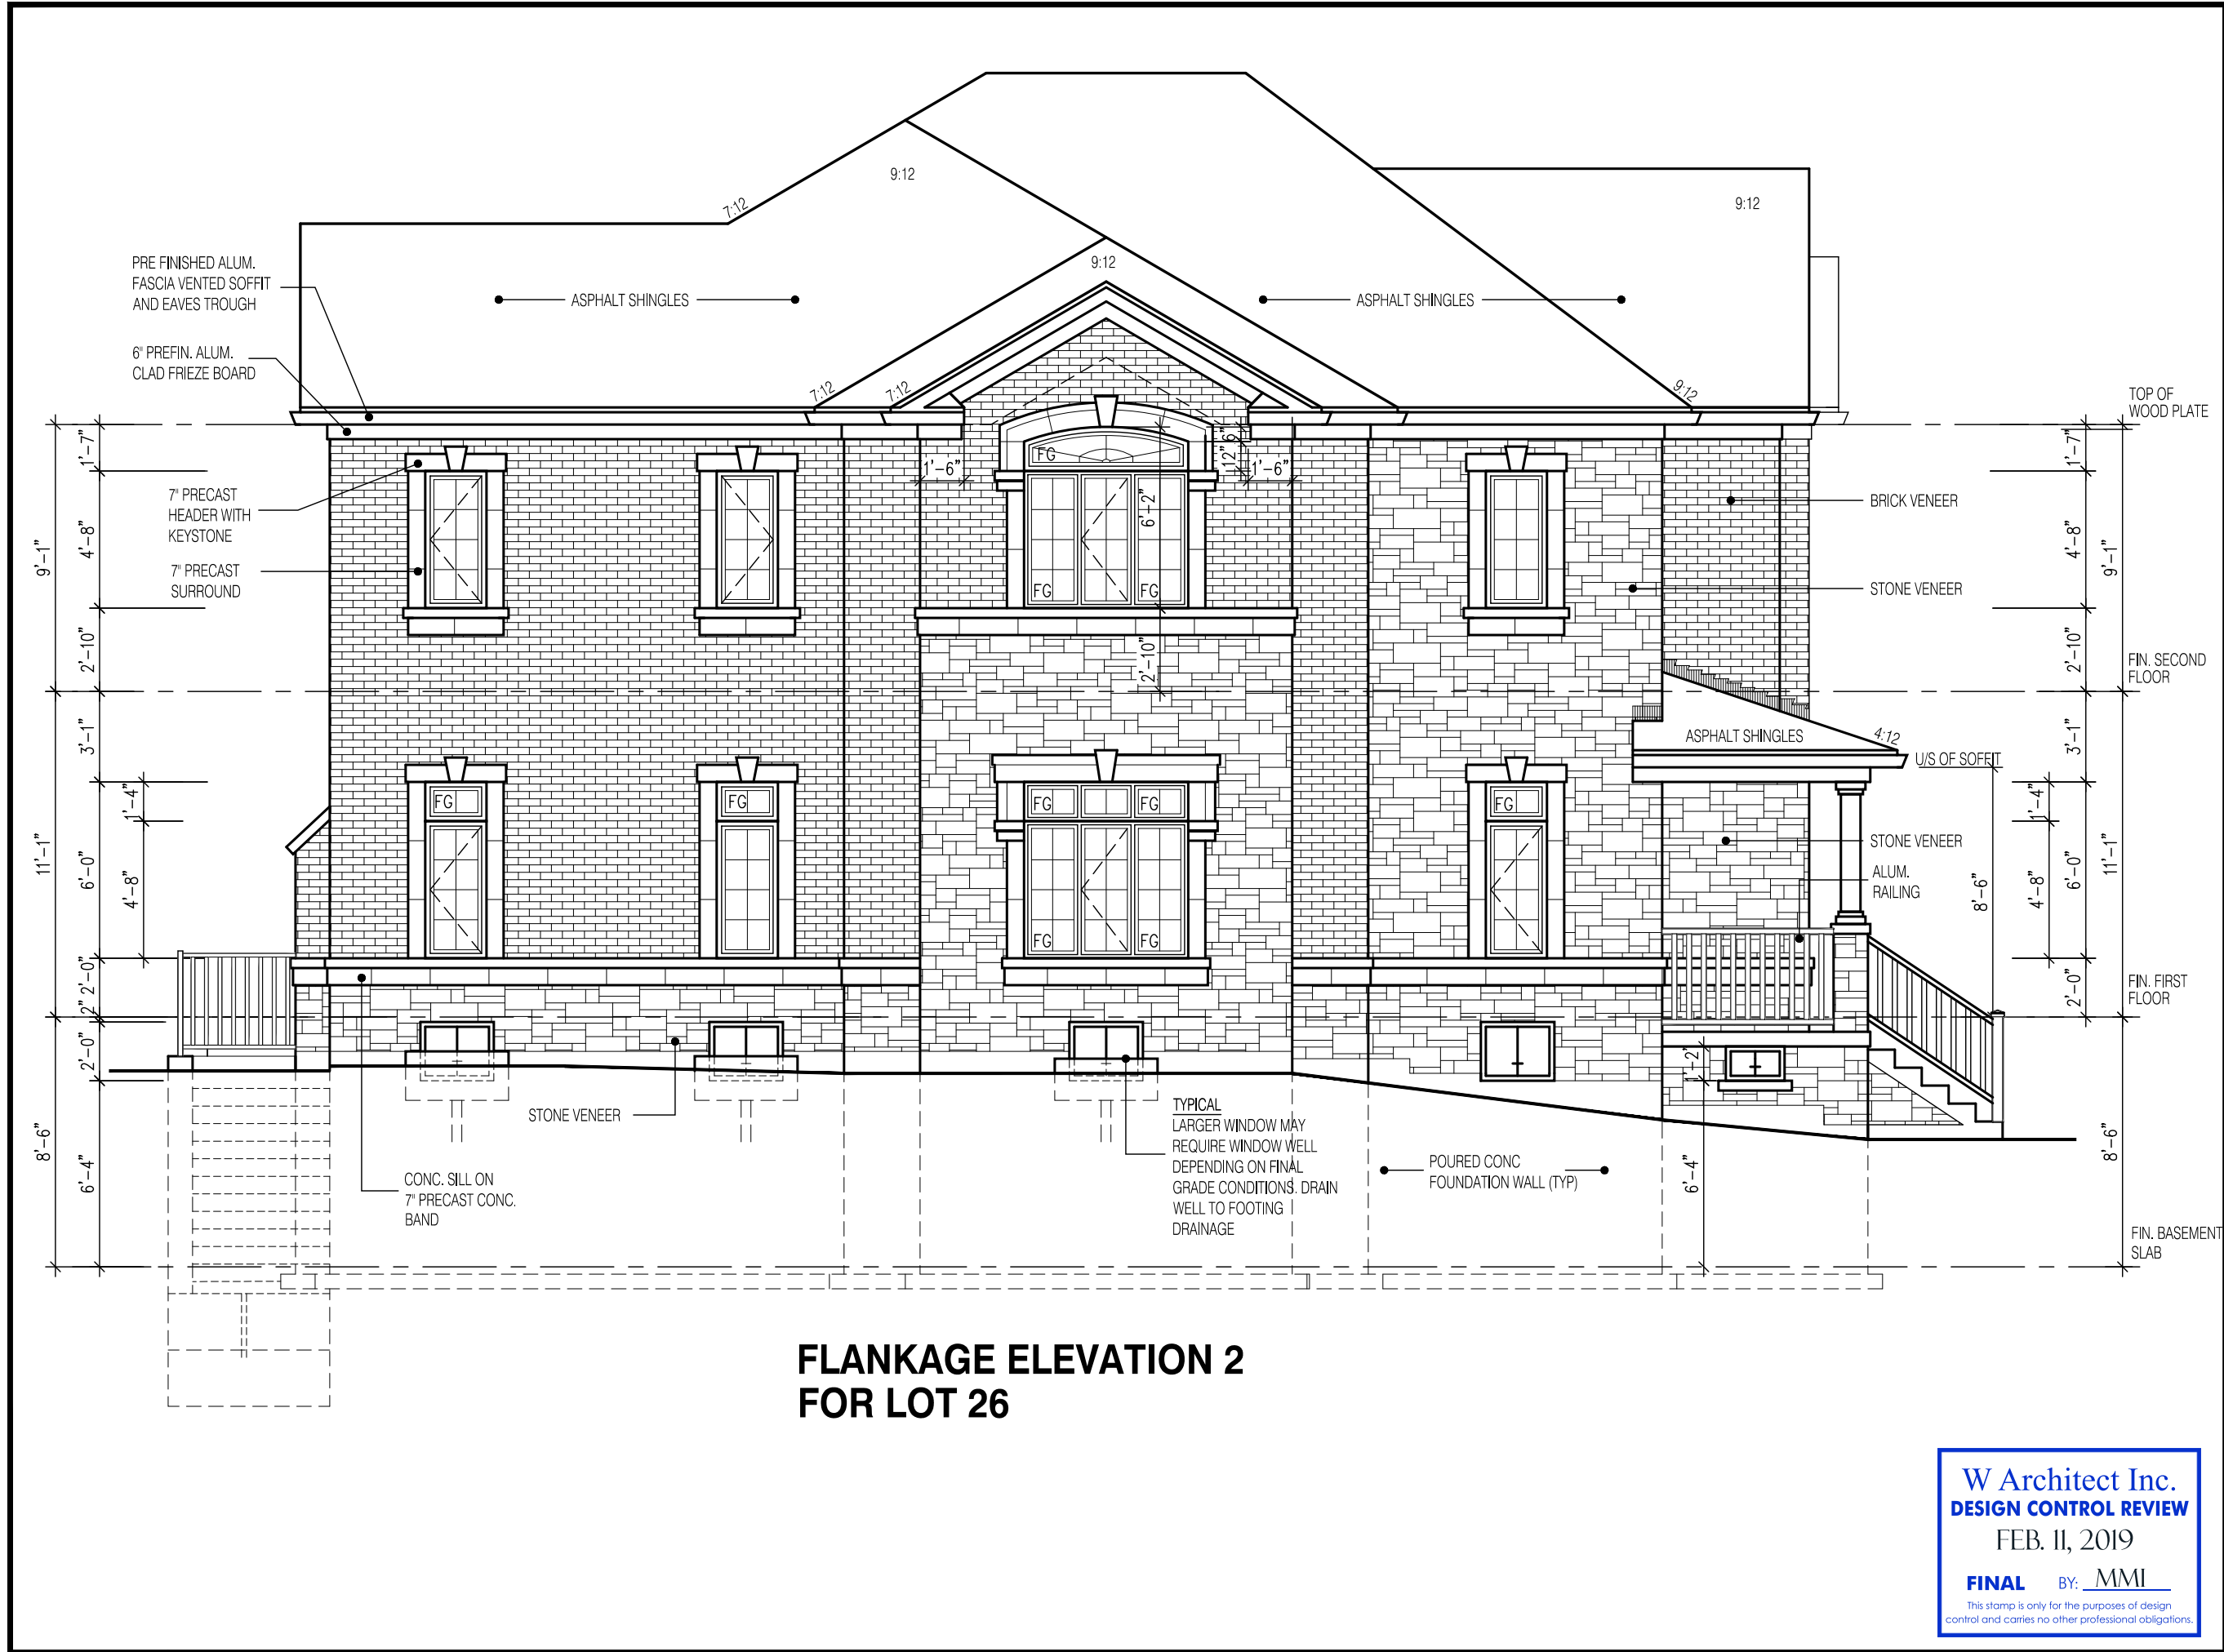 9:12
7:12
9:12
9:12
PRE FINISHED ALUM.
FASCIA VENTED SOFFIT
AND EAVES TROUGH
ASPHALT SHINGLES
ASPHALT SHINGLES
6" PREFIN. ALUM.
CLAD FRIEZE BOARD
7:12
7:12
9:12
TOP OF
WOOD PLATE
1'-7"
6"
12"
1'-7"
FG
1'-6"
1'-6"
7" PRECAST
HEADER WITH
KEYSTONE
BRICK VENEER
9'-1"
4'-8"
6'-2"
4'-8"
9'-1"
7" PRECAST
SURROUND
FG
FG
STONE VENEER
2'-10"
2'-10"
2'-10"
FIN. SECOND
FLOOR
3'-1"
ASPHALT SHINGLES
4:12
3'-1"
U/S OF SOFFIT
1'-4"
FG
FG
FG
FG
FG
1'-4"
STONE VENEER
11'-1"
6'-0"
4'-8"
ALUM.
RAILING
8'-6"
4'-8"
6'-0"
11'-1"
FG
FG
2'-0"
2"
2'-0"
FIN. FIRST
FLOOR
2'-0"
1'-2"
STONE VENEER
TYPICAL
LARGER WINDOW MAY
REQUIRE WINDOW WELL
DEPENDING ON FINAL
GRADE CONDITIONS. DRAIN
WELL TO FOOTING
DRAINAGE
8'-6"
6'-4"
CONC. SILL ON
7" PRECAST CONC.
BAND
POURED CONC
FOUNDATION WALL (TYP)
6'-4"
8'-6"
FIN. BASEMENT
SLAB
FLANKAGE ELEVATION 2
FOR LOT 26
W Architect Inc.
DESIGN CONTROL REVIEW
FEB. 11, 2019
FINAL BY: MMI
This stamp is only for the purposes of design
control and carries no other professional obligations.